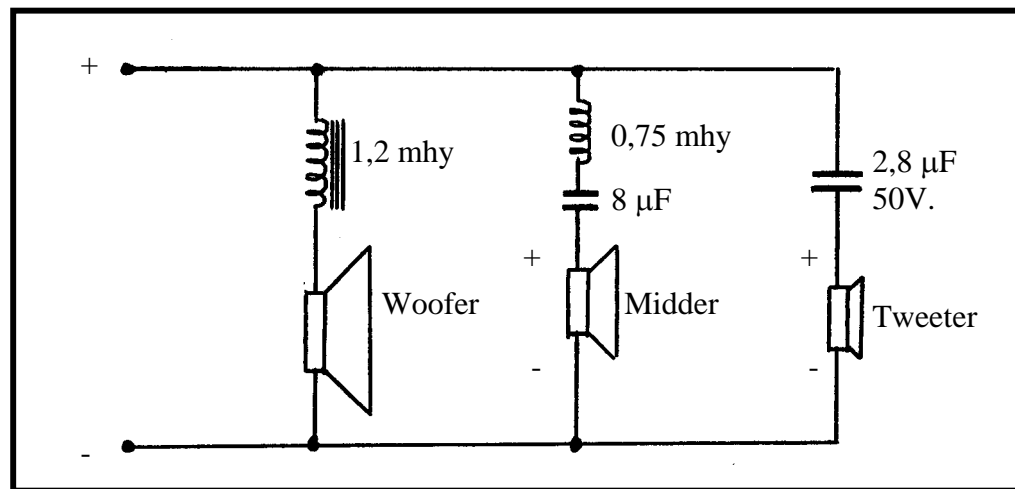 +
1,2 mhy
0,75 mhy
8 μF
2,8 μF
50V.
+
+
Woofer
Midder
Tweeter
-
-
-